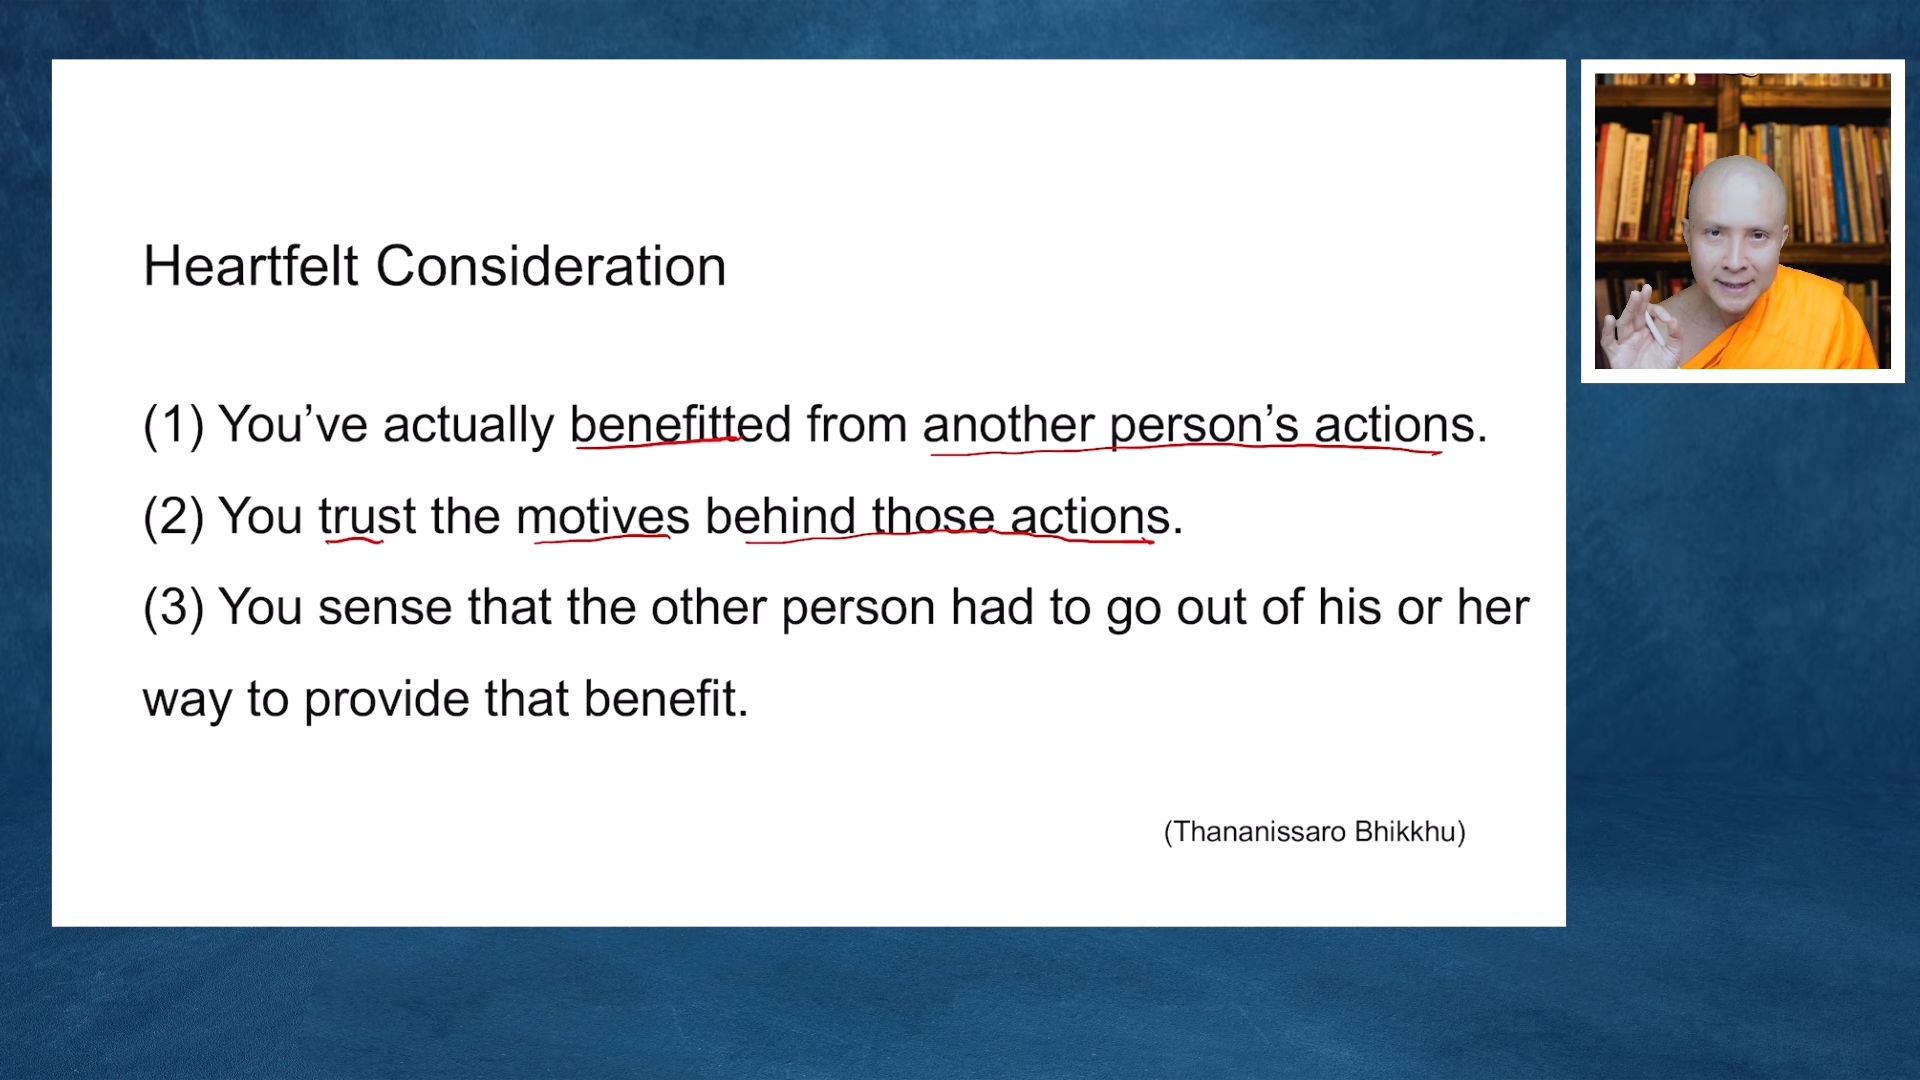 Heartfelt Consideration
(1) You’ve actually benefitted from another person’s actions.
(2) You trust the motives behind those actions.
(3) You sense that the other person had to go out of his or her
way to provide that benefit.
(Thananissaro Bhikkhu)